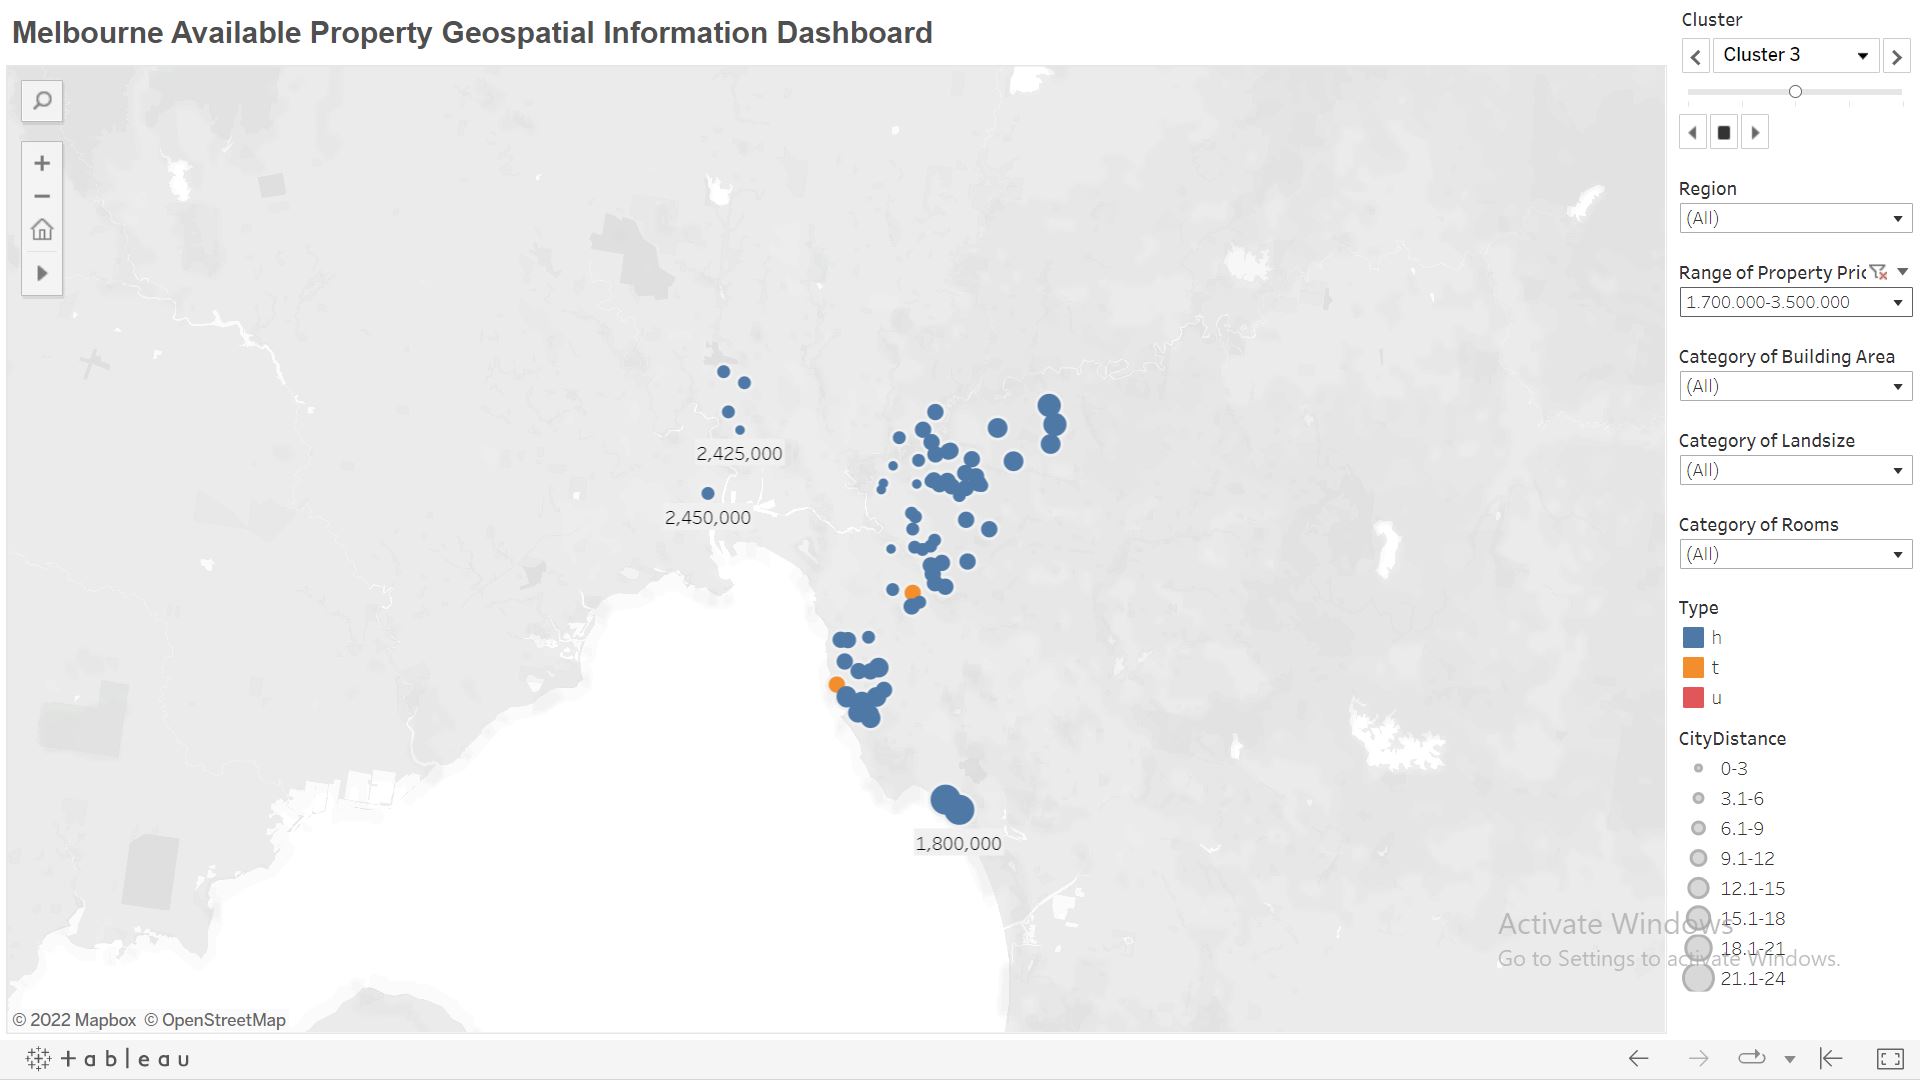 Melbourne Available Property Geospatial Information Dashboard
2,425,000
2,450,000
1,800,000
© 2022 Mapbox © OpenStreetMap
Cluster
Cluster 3
Region
(All)
Range of Property Pric
1.700.000-3.500.000
Category of Building Area
(All)
Category of Landsize
(All)
Category of Rooms
(All)
Type
h
t
u
CityDistance
0-3
3.1-6
6.1-9
9.1-12
12.1-15
15.1-18
18.1-21
21.1-24
Activate Windows
Go to Settings to activate Windows.
+ableau